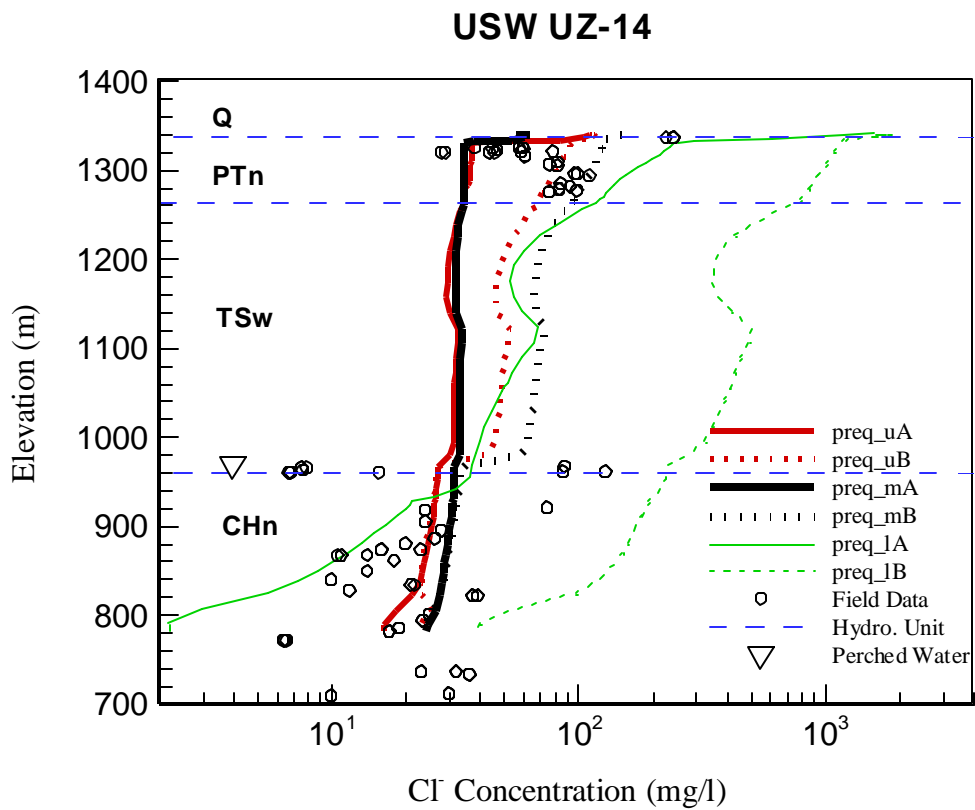 USW UZ-14
1400
Q
1300
PTn
1200
TSw
1100
1000
900
CHn
800
700
Elevation (m)
10¹
10²
10³
Cl⁻ Concentration (mg/l)
preq_uA
preq_uB
preq_mA
preq_mB
preq_lA
preq_lB
Field Data
Hydro. Unit
Perched Water